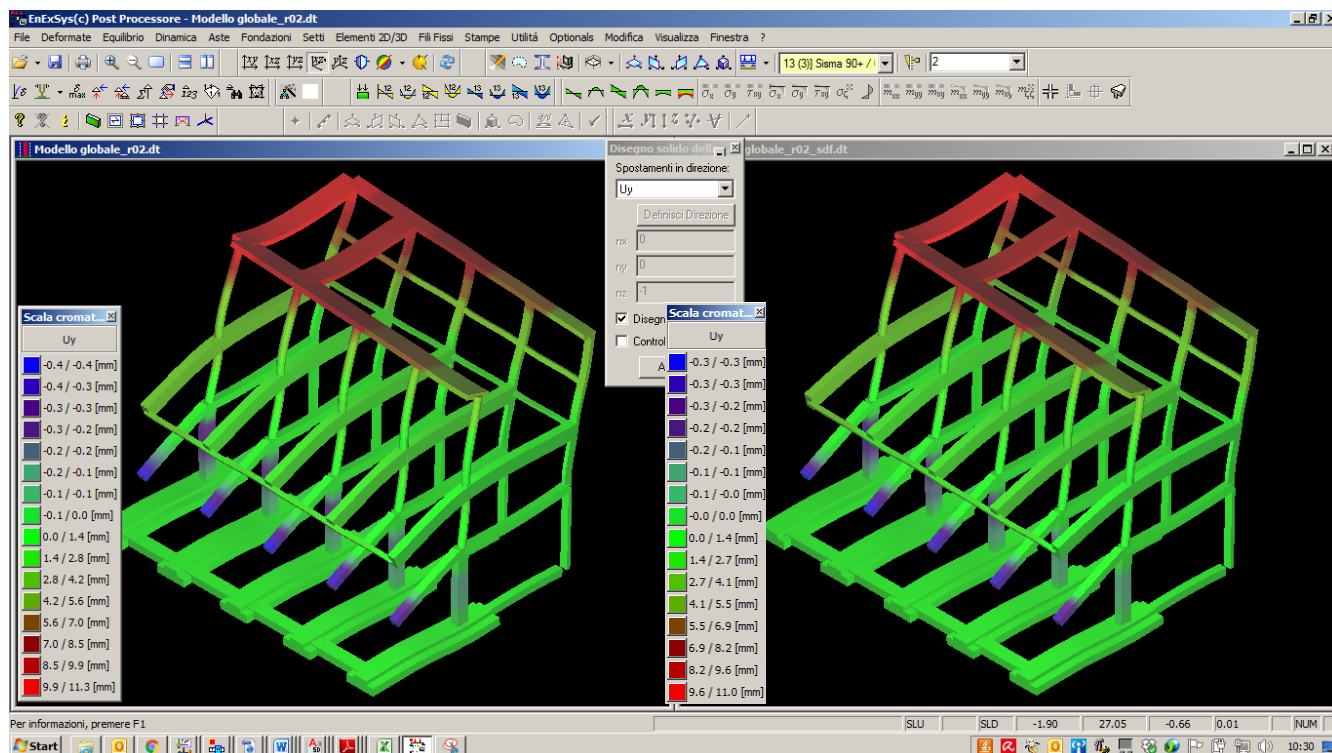 EnExSys(c) Post Processore - Modello globale_r02.dt
File Deformate Equilibrio Dinamica Aste Fondazioni Setti Elementi 2D/3D Fili Fissi Stampe Utilitá Optionals Modifica Visualizza Finestra ?
13 (3)] Sisma 90+ /
2
Modello globale_r02.dt
Disegno solido della
globale_r02_sdf.dt
Spostamenti in direzione:
Uy
Definisci Direzione
nx 0
ny 0
nz -1
Disegn
Control
A
Scala cromat...
Uy
-0.4 / -0.4 [mm]
-0.4 / -0.3 [mm]
-0.3 / -0.3 [mm]
-0.3 / -0.2 [mm]
-0.2 / -0.2 [mm]
-0.2 / -0.1 [mm]
-0.1 / -0.1 [mm]
-0.1 / 0.0 [mm]
0.0 / 1.4 [mm]
1.4 / 2.8 [mm]
2.8 / 4.2 [mm]
4.2 / 5.6 [mm]
5.6 / 7.0 [mm]
7.0 / 8.5 [mm]
8.5 / 9.9 [mm]
9.9 / 11.3 [mm]
Scala cromat...
Uy
-0.3 / -0.3 [mm]
-0.3 / -0.3 [mm]
-0.3 / -0.2 [mm]
-0.2 / -0.2 [mm]
-0.2 / -0.1 [mm]
-0.1 / -0.1 [mm]
-0.1 / -0.0 [mm]
-0.0 / 0.0 [mm]
0.0 / 1.4 [mm]
1.4 / 2.7 [mm]
2.7 / 4.1 [mm]
4.1 / 5.5 [mm]
5.5 / 6.9 [mm]
6.9 / 8.2 [mm]
8.2 / 9.6 [mm]
9.6 / 11.0 [mm]
Per informazioni, premere F1
SLU SLD -1.90 27.05 -0.66 0.01 NUM
Start
10:30